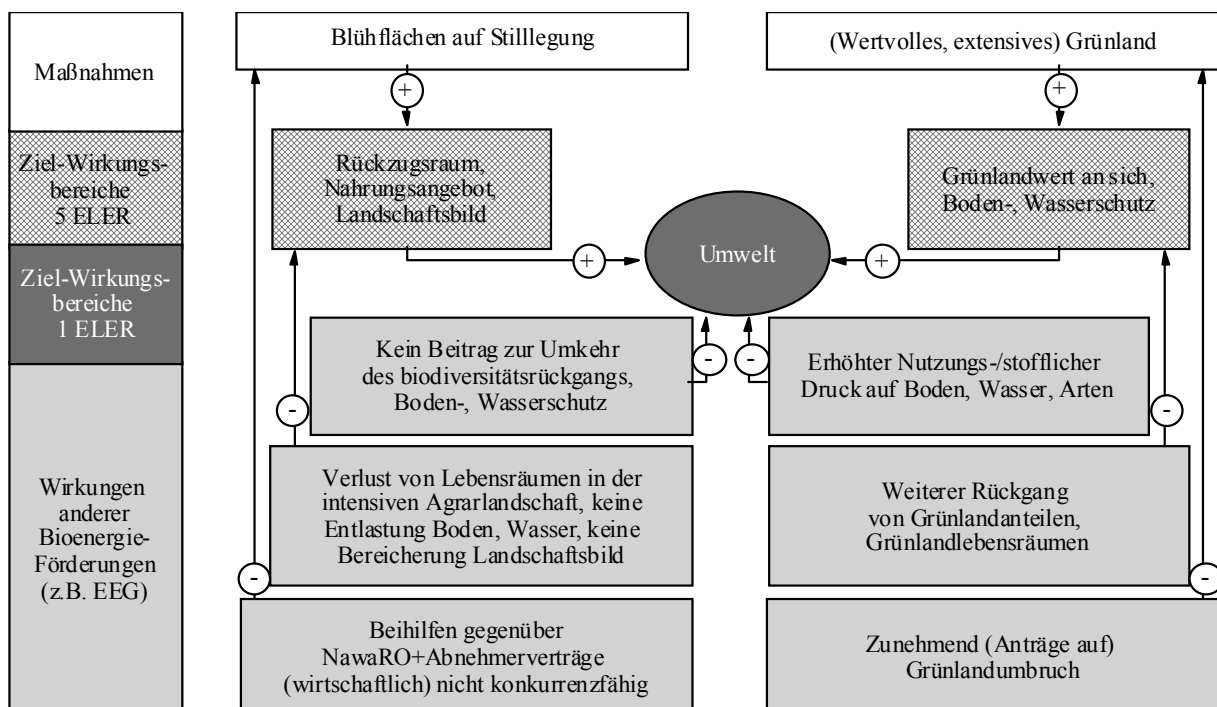 Maßnahmen
Ziel-Wirkungs-
bereiche
5 ELER
Ziel-Wirkungs-
bereiche
1 ELER
Wirkungen
anderer
Bioenergie-
Förderungen
(z.B. EEG)
Blühflächen auf Stilllegung
+
Rückzugsraum,
Nahrungsangebot,
Landschaftsbild
+
Umwelt
(Wertvolles, extensives) Grünland
+
Grünlandwert an sich,
Boden-, Wasserschutz
+
Kein Beitrag zur Umkehr
des biodiversitätsrückgangs,
Boden-, Wasserschutz
-
-
Erhöhter Nutzungs-/stofflicher
Druck auf Boden, Wasser, Arten
-
-
Verlust von Lebensräumen in der
intensiven Agrarlandschaft, keine
Entlastung Boden, Wasser, keine
Bereicherung Landschaftsbild
Weiterer Rückgang
von Grünlandanteilen,
Grünlandlebensräumen
-
-
Beihilfen gegenüber
NawaRO+Abnehmerverträge
(wirtschaftlich) nicht konkurrenzfähig
Zunehmend (Anträge auf)
Grünlandumbruch